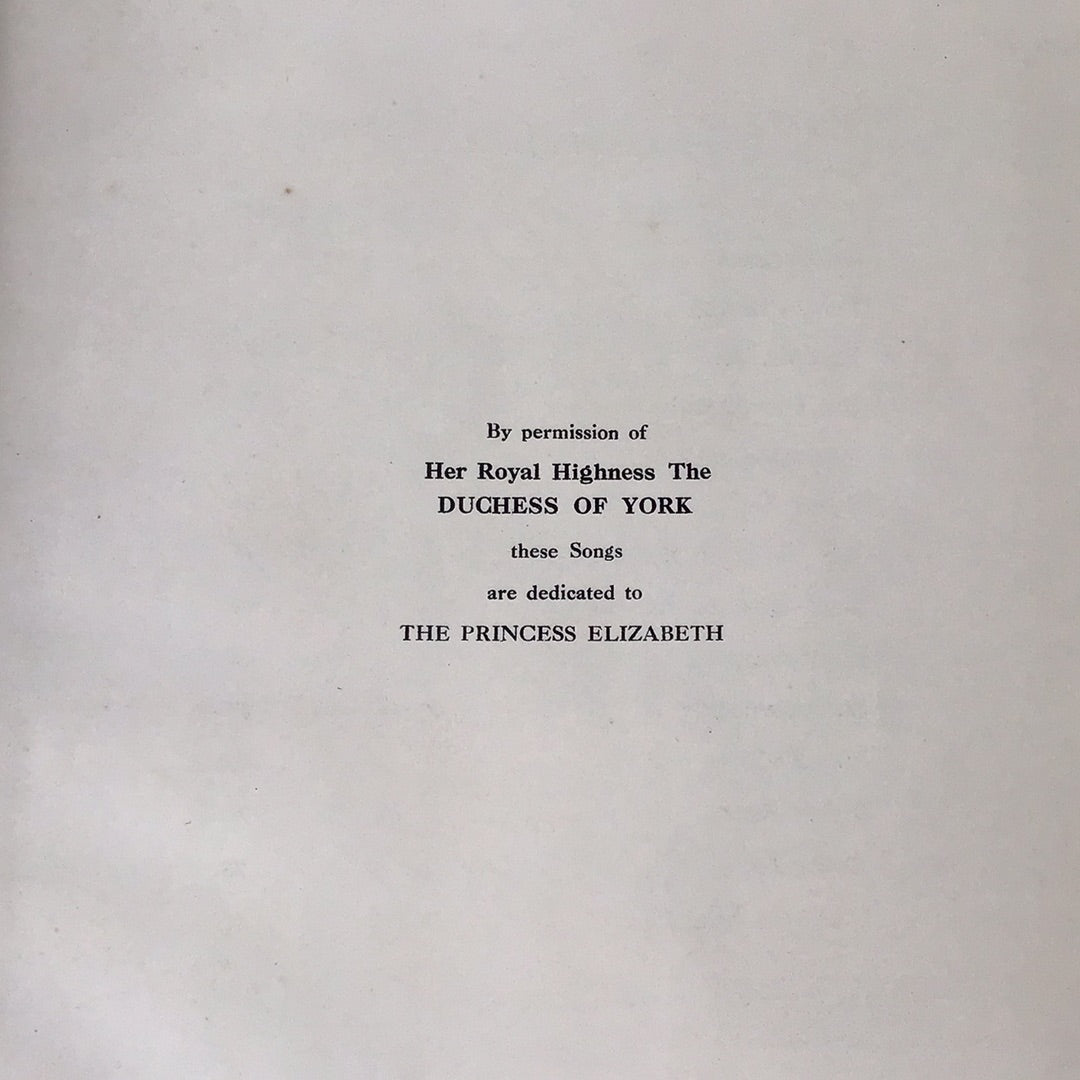 By permission of
Her Royal Highness The
DUCHESS OF YORK
these Songs
are dedicated to
THE PRINCESS ELIZABETH